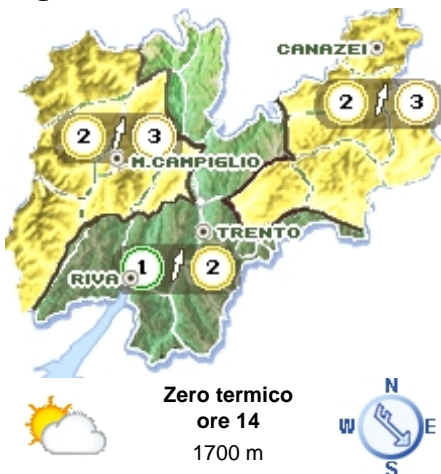 CANAZEI
2 3
2 3
M.CAMPIGLIO
TRENTO
1 2
RIVA
Zero termico
ore 14
1700 m
N
W E
S